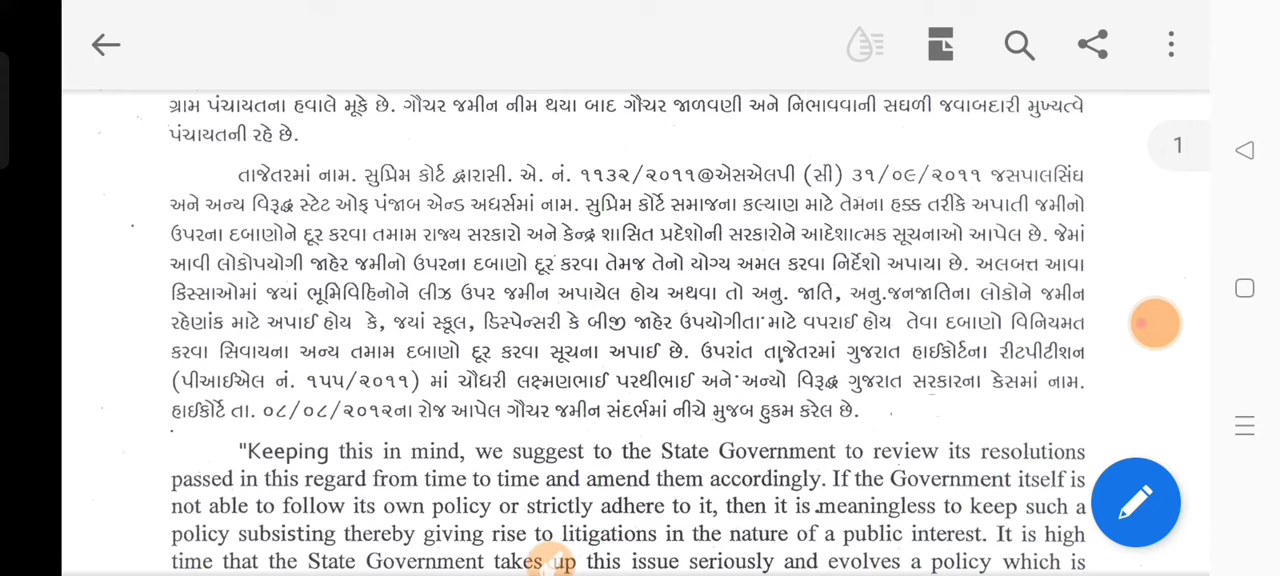 ગ્રામ પંચાયતના હવાલે મૂકે છે. ગૌચર જમીન નીમ થયા બાદ ગૌચર જાળવણી અને નિભાવવાની સઘળી જવાબદારી મુખ્યત્વે
પંચાયતની રહે છે.
1
તાજેતરમાં નામ. સુપ્રિમ કોર્ટ દ્વારાસી. એ. નં. ૧૧૩૨/૨૦૧૧@એસએલપી (સી) ૩૧/૦૯/૨૦૧૧ જસપાલસિંઘ
અને અન્ય વિરૂદ્ધ સ્ટેટ ઓફ પંજાબ એન્ડ અધર્સમાં નામ. સુપ્રિમ કોર્ટે સમાજના કલ્યાણ માટે તેમના હક્ક તરીકે અપાતી જમીનો
ઉપરના દબાણોને દૂર કરવા તમામ રાજ્ય સરકારો અને કેન્દ્ર શાસિત પ્રદેશોની સરકારોને આદેશાત્મક સૂચનાઓ આપેલ છે. જેમાં
આવી લોકોપયોગી જાહેર જમીનો ઉપરના દબાણો દૂર કરવા તેમજ તેનો યોગ્ય અમલ કરવા નિર્દેશો અપાયા છે. અલબત્ત આવા
કિસ્સાઓમાં જયાં ભૂમિવિહિનોને લીઝ ઉપર જમીન અપાયેલ હોય અથવા તો અનુ. જાતિ, અનુ.જનજાતિના લોકોને જમીન
રહેણાંક માટે અપાઈ હોય કે, જયાં સ્કૂલ, ડિસ્પેન્સરી કે બીજી જાહેર ઉપયોગીતા માટે વપરાઈ હોય તેવા દબાણો વિનિયમત
કરવા સિવાયના અન્ય તમામ દબાણો દૂર કરવા સૂચના અપાઈ છે. ઉપરાંત તાજેતરમાં ગુજરાત હાઈકોર્ટના રીટપીટીશન
(પીઆઈએલ નં. ૧૫૫/૨૦૧૧) માં ચૌધરી લક્ષ્મણભાઈ પરથીભાઈ અને અન્યો વિરૂદ્ધ ગુજરાત સરકારના કેસમાં નામ.
હાઈકોર્ટે તા. ૦૮/૦૮/૨૦૧૨ના રોજ આપેલ ગૌચર જમીન સંદર્ભમાં નીચે મુજબ હુકમ કરેલ છે.
"Keeping this in mind, we suggest to the State Government to review its resolutions
passed in this regard from time to time and amend them accordingly. If the Government itself is
not able to follow its own policy or strictly adhere to it, then it is meaningless to keep such a
policy subsisting thereby giving rise to litigations in the nature of a public interest. It is high
time that the State Government takes up this issue seriously and evolves a policy which is